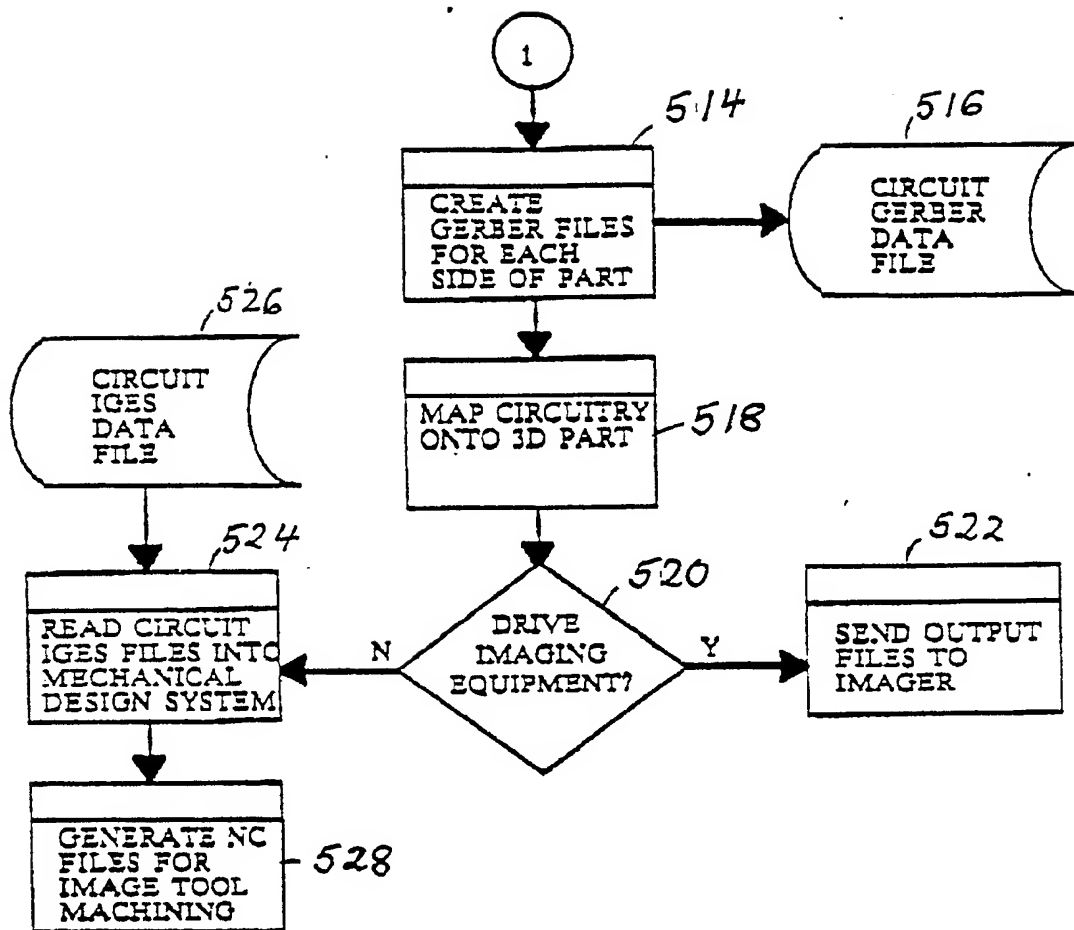 1
514
516
CREATE
GERBER FILES
FOR EACH
SIDE OF PART
CIRCUIT
GERBER
DATA
FILE
526
CIRCUIT
IGES
DATA
FILE
MAP CIRCUITRY
ONTO 3D PART
518
524
READ CIRCUIT
IGES FILES INTO
MECHANICAL
DESIGN SYSTEM
N
520
DRIVE
IMAGING
EQUIPMENT?
Y
522
SEND OUTPUT
FILES TO
IMAGER
GENERATE NC
FILES FOR
IMAGE TOOL
MACHINING
528